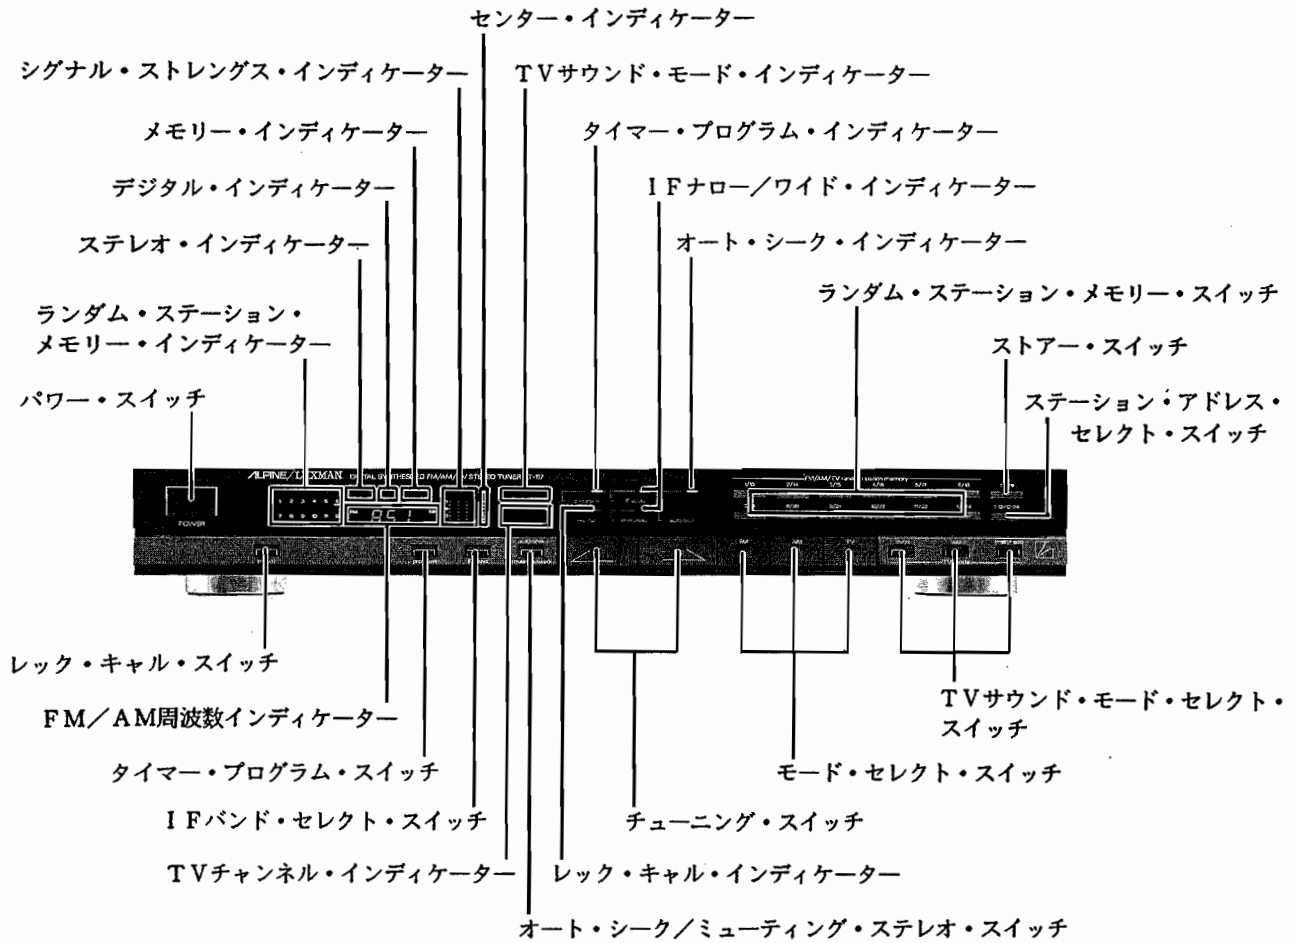 センター・インディケーター
シグナル・ストレングス・インディケーター
TVサウンド・モード・インディケーター
メモリー・インディケーター
タイマー・プログラム・インディケーター
デジタル・インディケーター
IFナロー/ワイド・インディケーター
ステレオ・インディケーター
オート・シーク・インディケーター
ランダム・ステーション・メモリー・スイッチ
ランダム・ステーション・
メモリー・インディケーター
ストアー・スイッチ
パワー・スイッチ
ステーション・アドレス・
セレクト・スイッチ
ALPINE/LUXMAN DIGITAL SYNTHESIZED FM/AM/TV STEREO TUNER
POWER
FM
AM
TV
レック・キャル・スイッチ
TVサウンド・モード・セレクト・
スイッチ
FM/AM周波数インディケーター
タイマー・プログラム・スイッチ
モード・セレクト・スイッチ
IFバンド・セレクト・スイッチ
チューニング・スイッチ
TVチャンネル・インディケーター
レック・キャル・インディケーター
オート・シーク/ミューティング・ステレオ・スイッチ